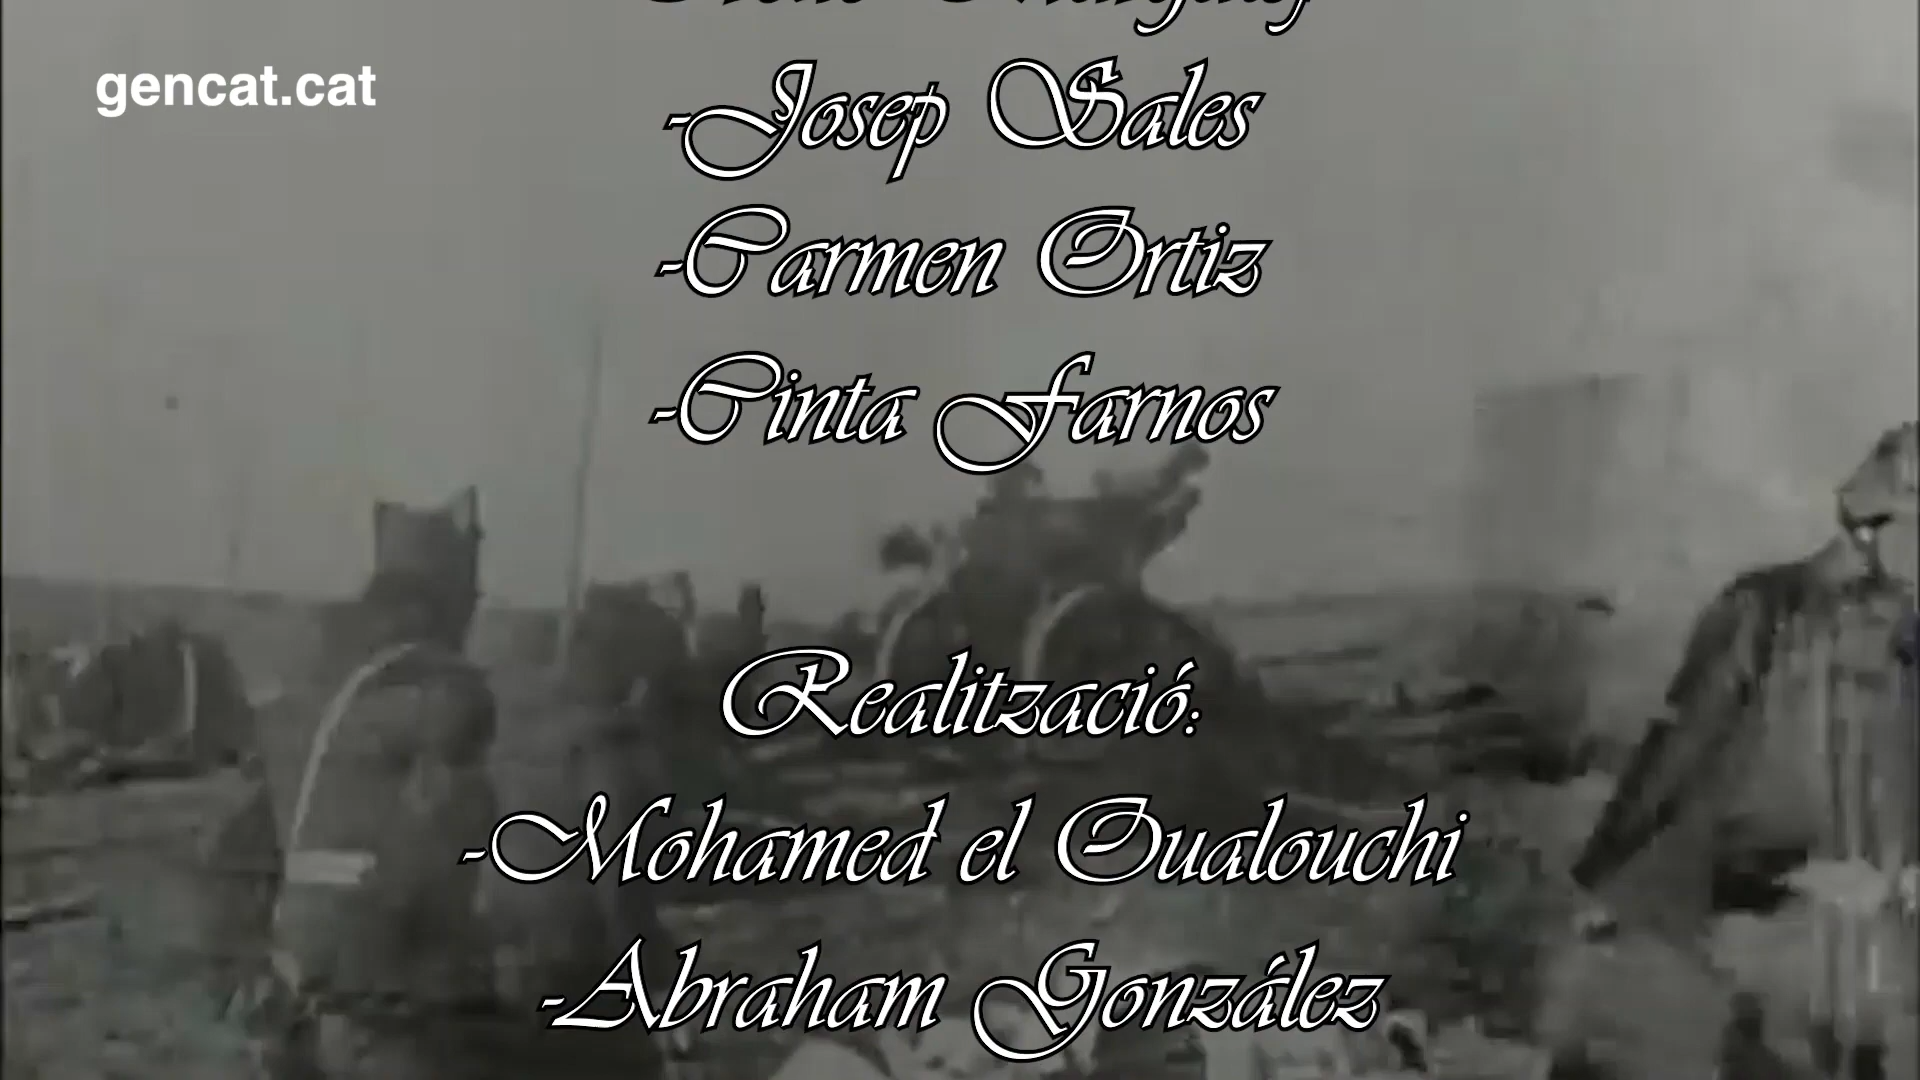 gencat.cat
-Josep Sales
-Carmen Ortiz
-Cinta Farnos
Realització:
-Mohamed el Oualouchi
-Abraham González